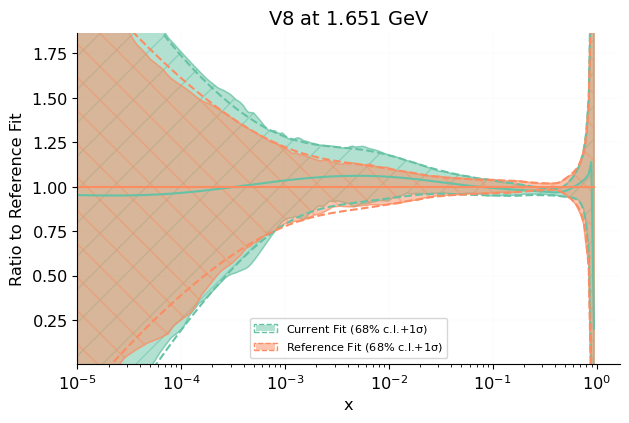 V8 at 1.651 GeV
Ratio to Reference Fit
1.75
1.50
1.25
1.00
0.75
0.50
0.25
Current Fit (68% c.l.+1σ)
Reference Fit (68% c.l.+1σ)
10⁻⁵ 10⁻⁴ 10⁻³ 10⁻² 10⁻¹ 10⁰
x